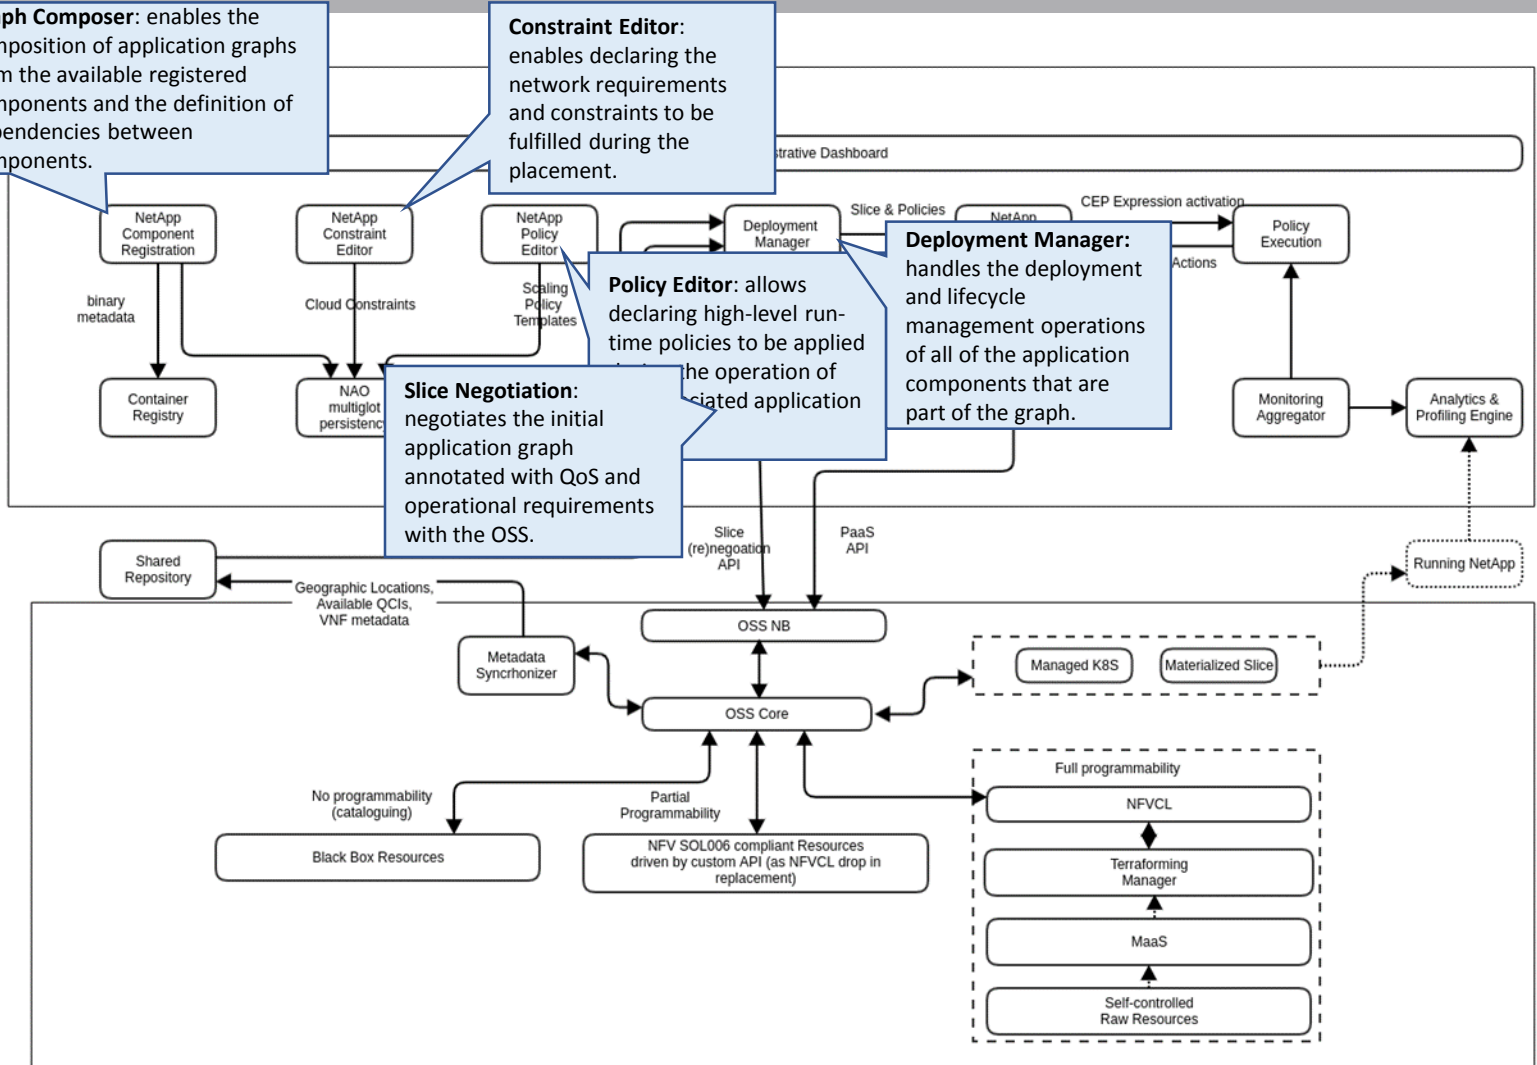 ph Composer: enables the
position of application graphs
m the available registered
ponents and the definition of
pendencies between
ponents.
Constraint Editor:
enables declaring the
network requirements
and constraints to be
fulfilled during the
placement.
strative Dashboard
NetApp
Component
Registration
NetApp
Constraint
Editor
NetApp
Policy
Editor
Deployment
Manager
Slice & Policies
NetApp
CEP Expression activation
Policy
Execution
Actions
Deployment Manager:
handles the deployment
and lifecycle
management operations
of all of the application
components that are
part of the graph.
Policy Editor: allows
declaring high-level run-
time policies to be applied
the operation of
ciated application
binary
metadata
Cloud Constraints
Scaling
Policy
Templates
Slice Negotiation:
negotiates the initial
application graph
annotated with QoS and
operational requirements
with the OSS.
Container
Registry
NAO
multiglot
persistency
Monitoring
Aggregator
Analytics &
Profiling Engine
Shared
Repository
Slice
(re)negoation
API
PaaS
API
Running NetApp
Geographic Locations,
Available QCIs,
VNF metadata
OSS NB
Metadata
Syncrhonizer
Managed K8S
Materialized Slice
OSS Core
No programmability
(cataloguing)
Partial
Programmability
Full programmability
NFVCL
Black Box Resources
NFV SOL006 compliant Resources
driven by custom API (as NFVCL drop in
replacement)
Terraforming
Manager
MaaS
Self-controlled
Raw Resources